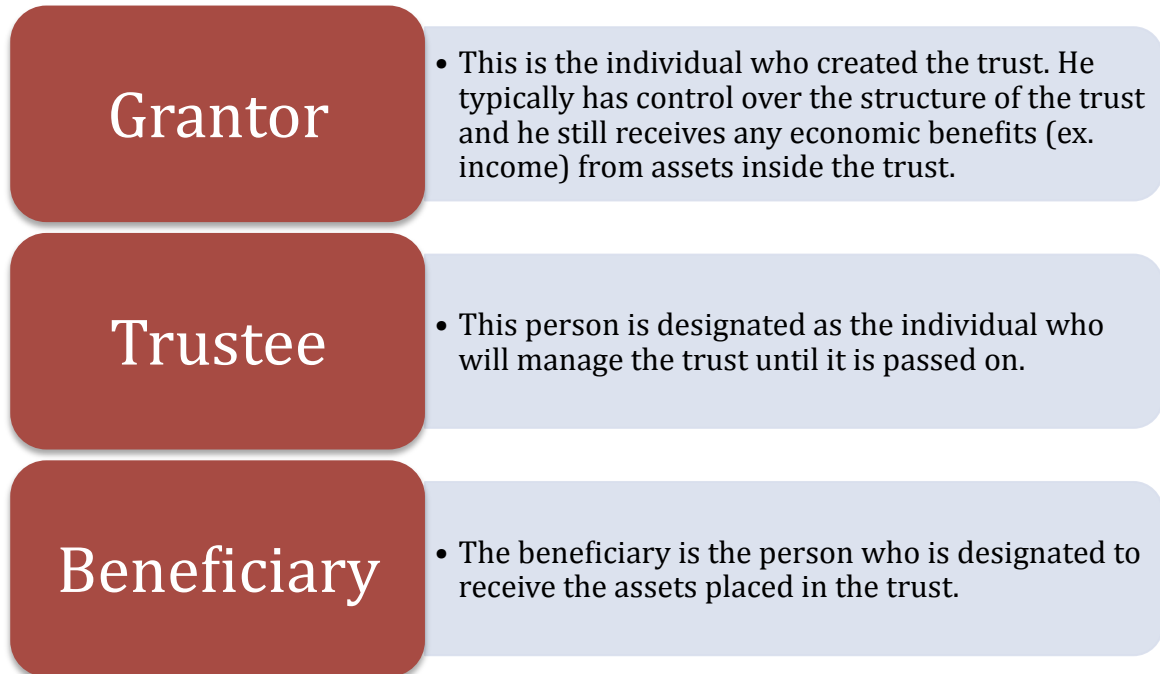 Grantor
• This is the individual who created the trust. He
typically has control over the structure of the trust
and he still receives any economic benefits (ex.
income) from assets inside the trust.
Trustee
• This person is designated as the individual who
will manage the trust until it is passed on.
Beneficiary
• The beneficiary is the person who is designated to
receive the assets placed in the trust.